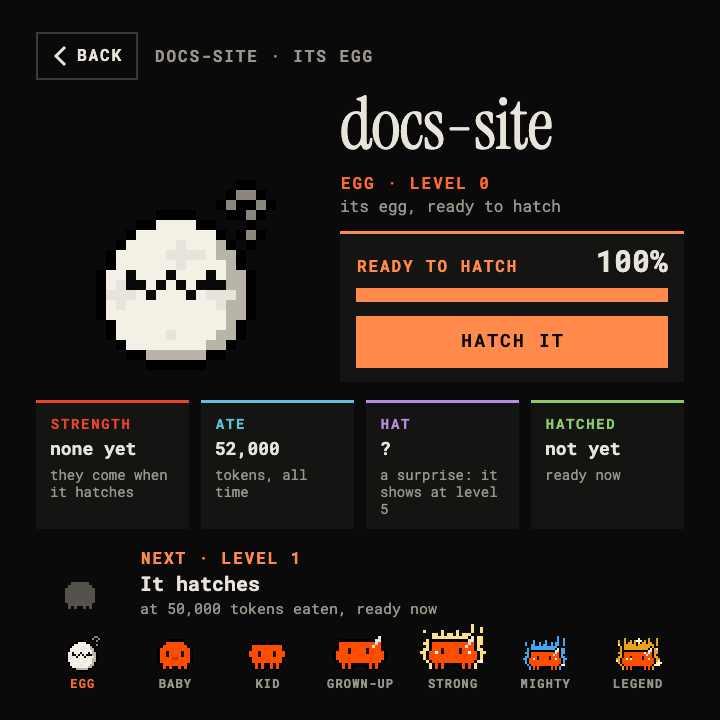 BACK
DOCS-SITE · ITS EGG
docs-site
EGG · LEVEL 0
its egg, ready to hatch
READY TO HATCH 100%
HATCH IT
STRENGTH
none yet
they come when
it hatches
ATE
52,000
tokens, all
time
HAT
?
a surprise: it
shows at level
5
HATCHED
not yet
ready now
NEXT · LEVEL 1
It hatches
at 50,000 tokens eaten, ready now
EGG BABY KID GROWN-UP STRONG MIGHTY LEGEND